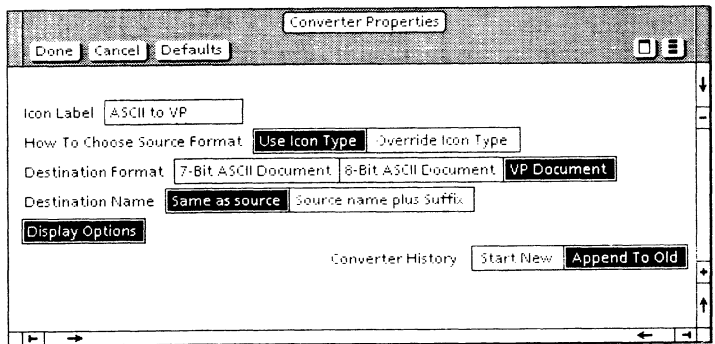 Converter Properties
Done Cancel Defaults
Icon Label ASCII to VP
How To Choose Source Format Use Icon Type Override Icon Type
Destination Format 7-Bit ASCII Document 8-Bit ASCII Document VP Document
Destination Name Same as source Source name plus Suffix
Display Options
Converter History Start New Append To Old